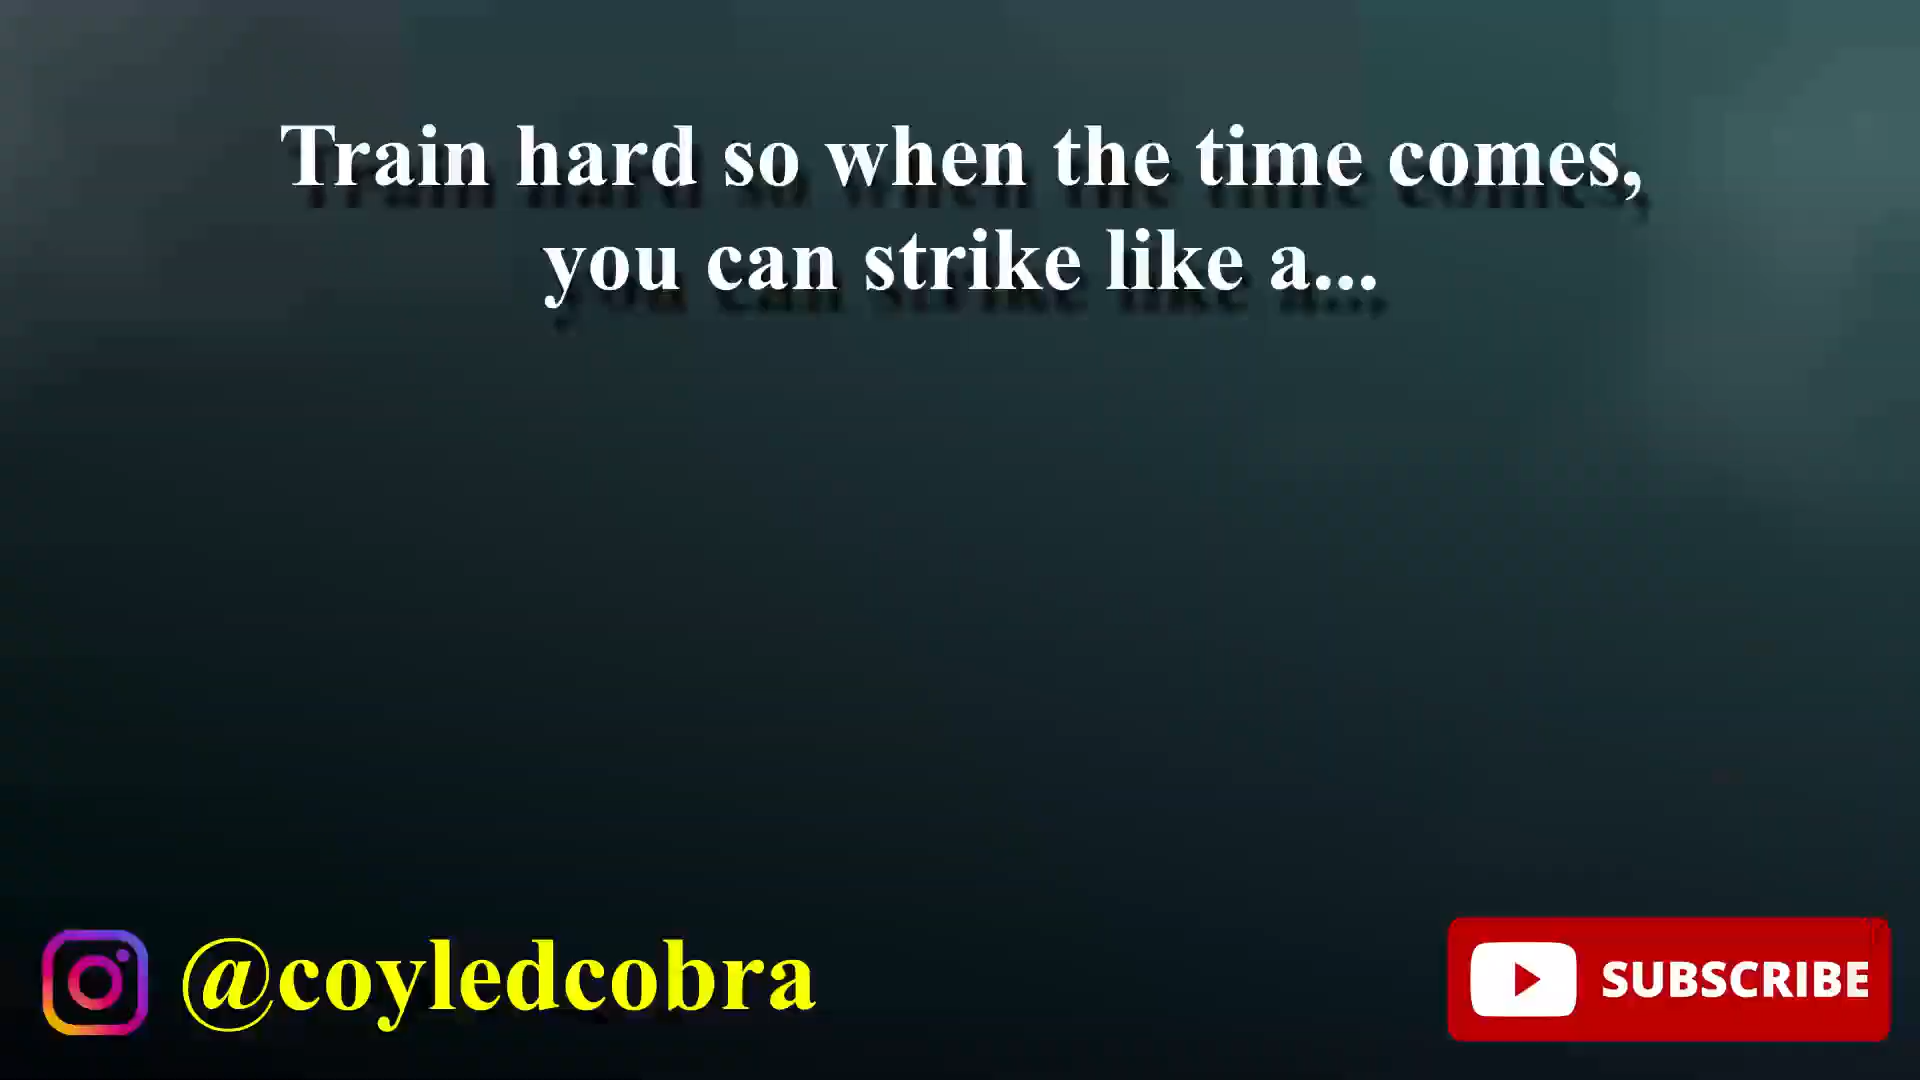 Train hard so when the time comes,
you can strike like a...
@coyledcobra
SUBSCRIBE